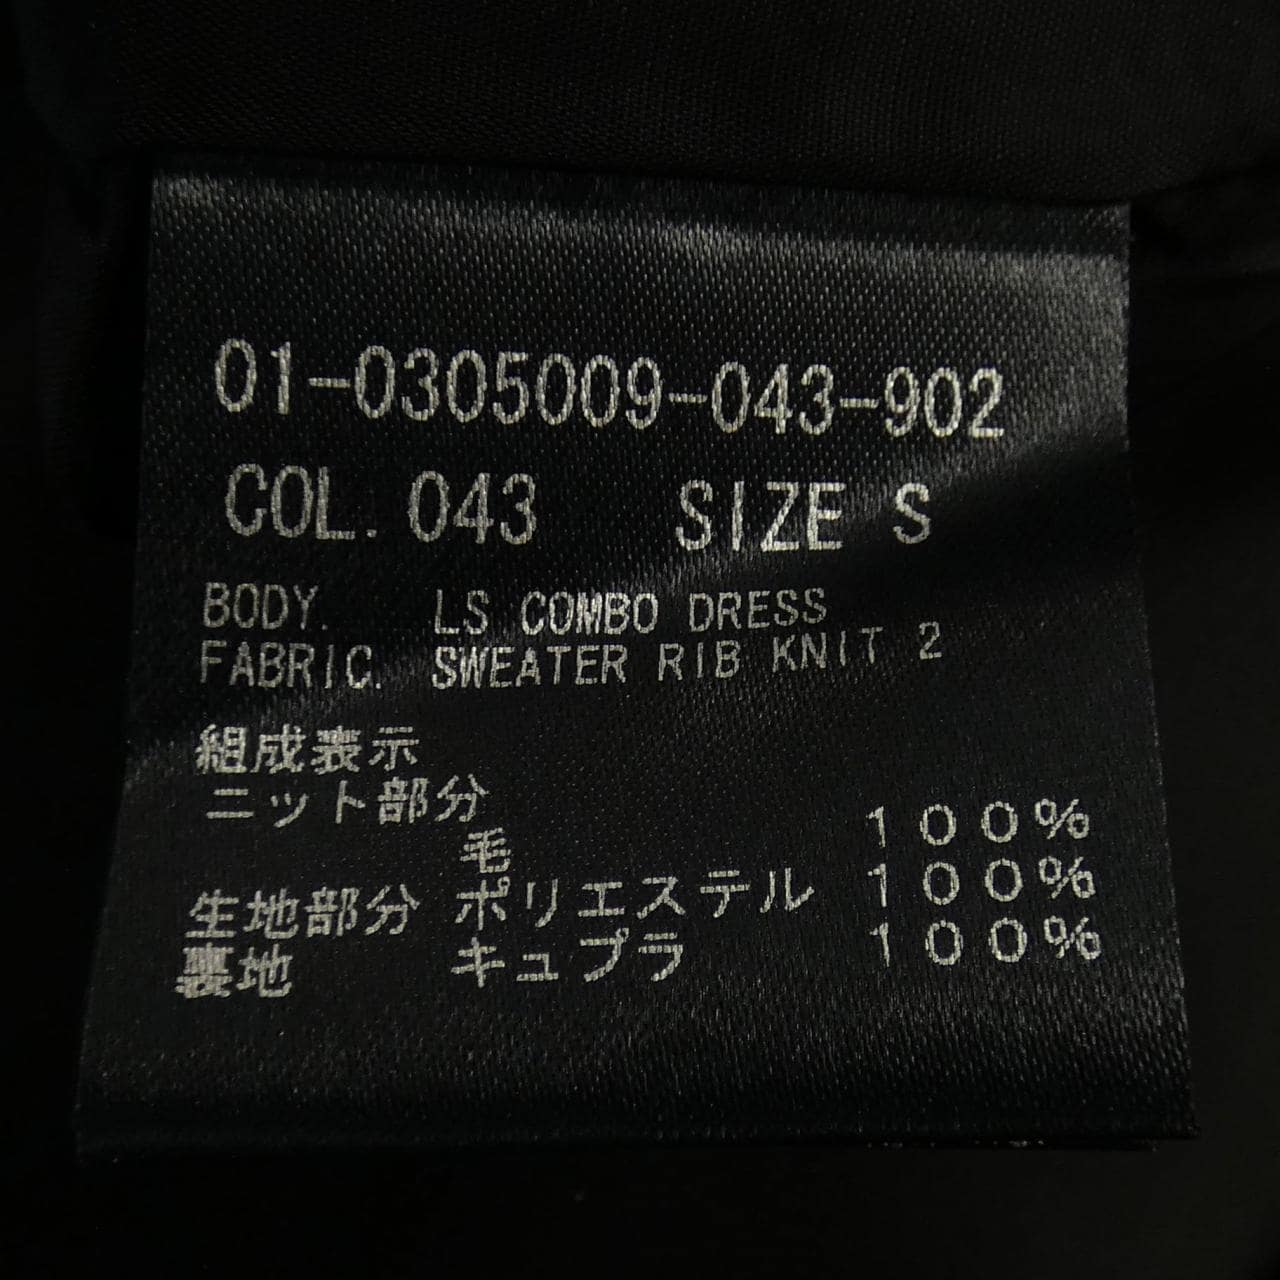 01-0305009-043-902
COL. 043 SIZE S
BODY. LS COMBO DRESS
FABRIC. SWEATER RIB KNIT 2
組成表示
ニット部分
毛 100%
生地部分 ポリエステル 100%
裏地 キュプラ 100%